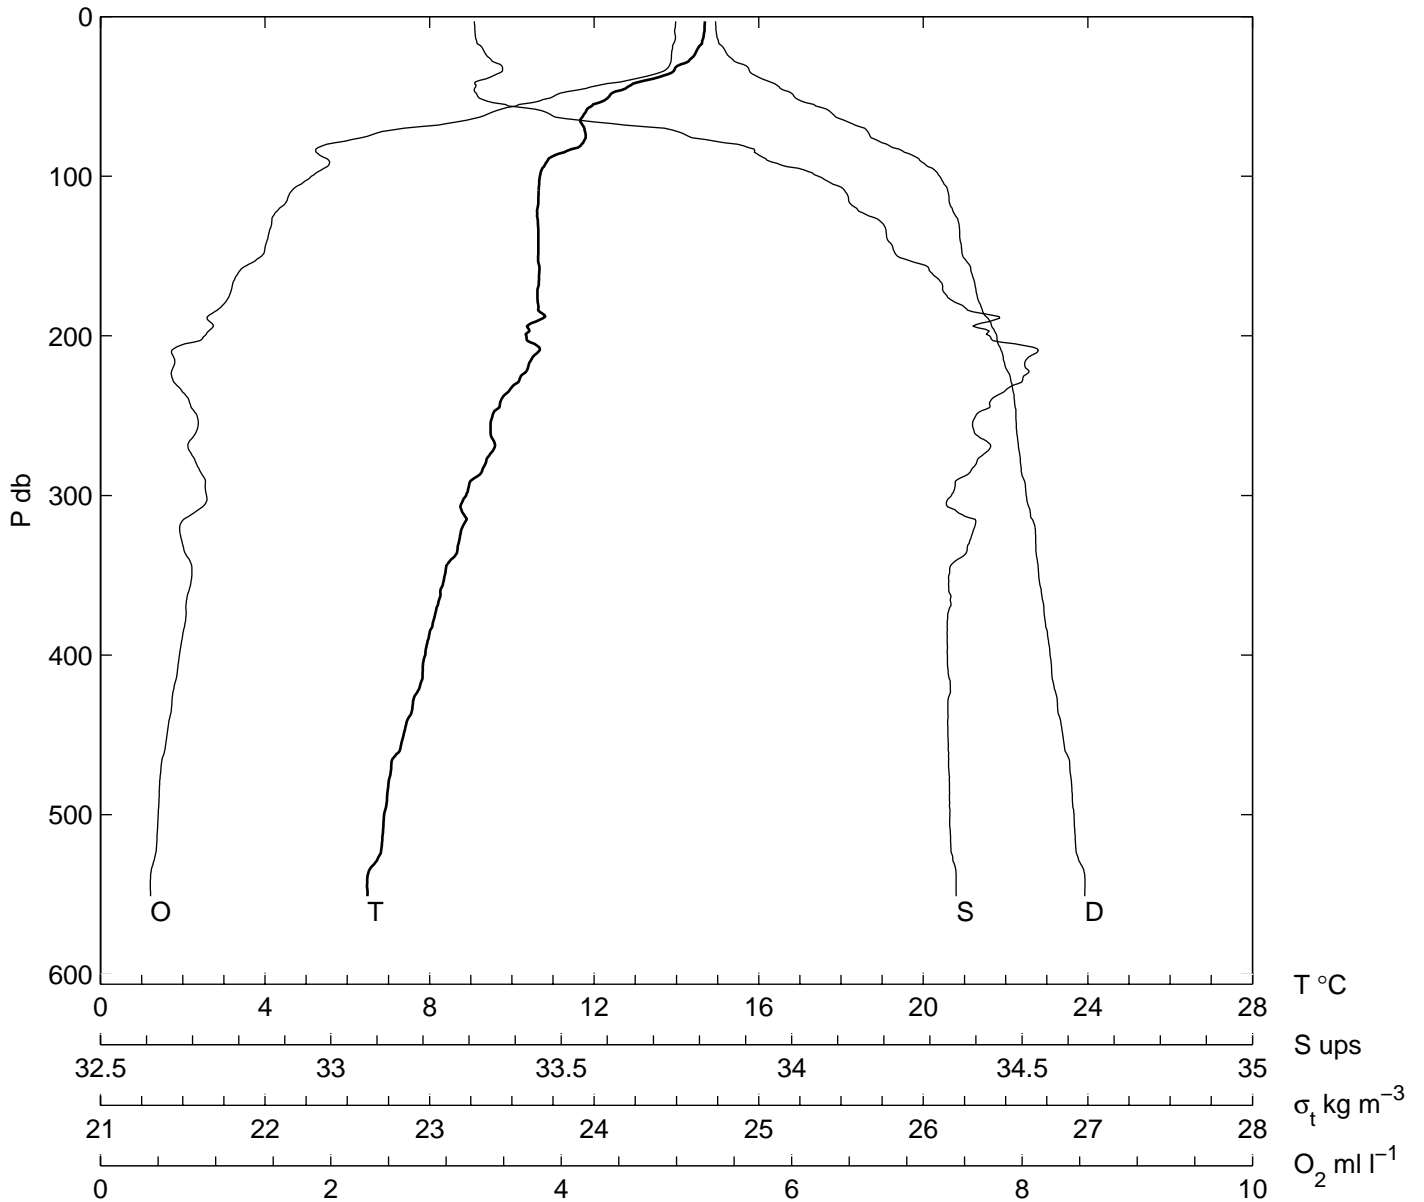 0
100
200
300
400
500
600
P db
O
T
S
D
0 4 8 12 16 20 24 28
T °C
32.5 33 33.5 34 34.5 35
S ups
21 22 23 24 25 26 27 28
σt kg m−3
0 2 4 6 8 10
O2 ml l−1